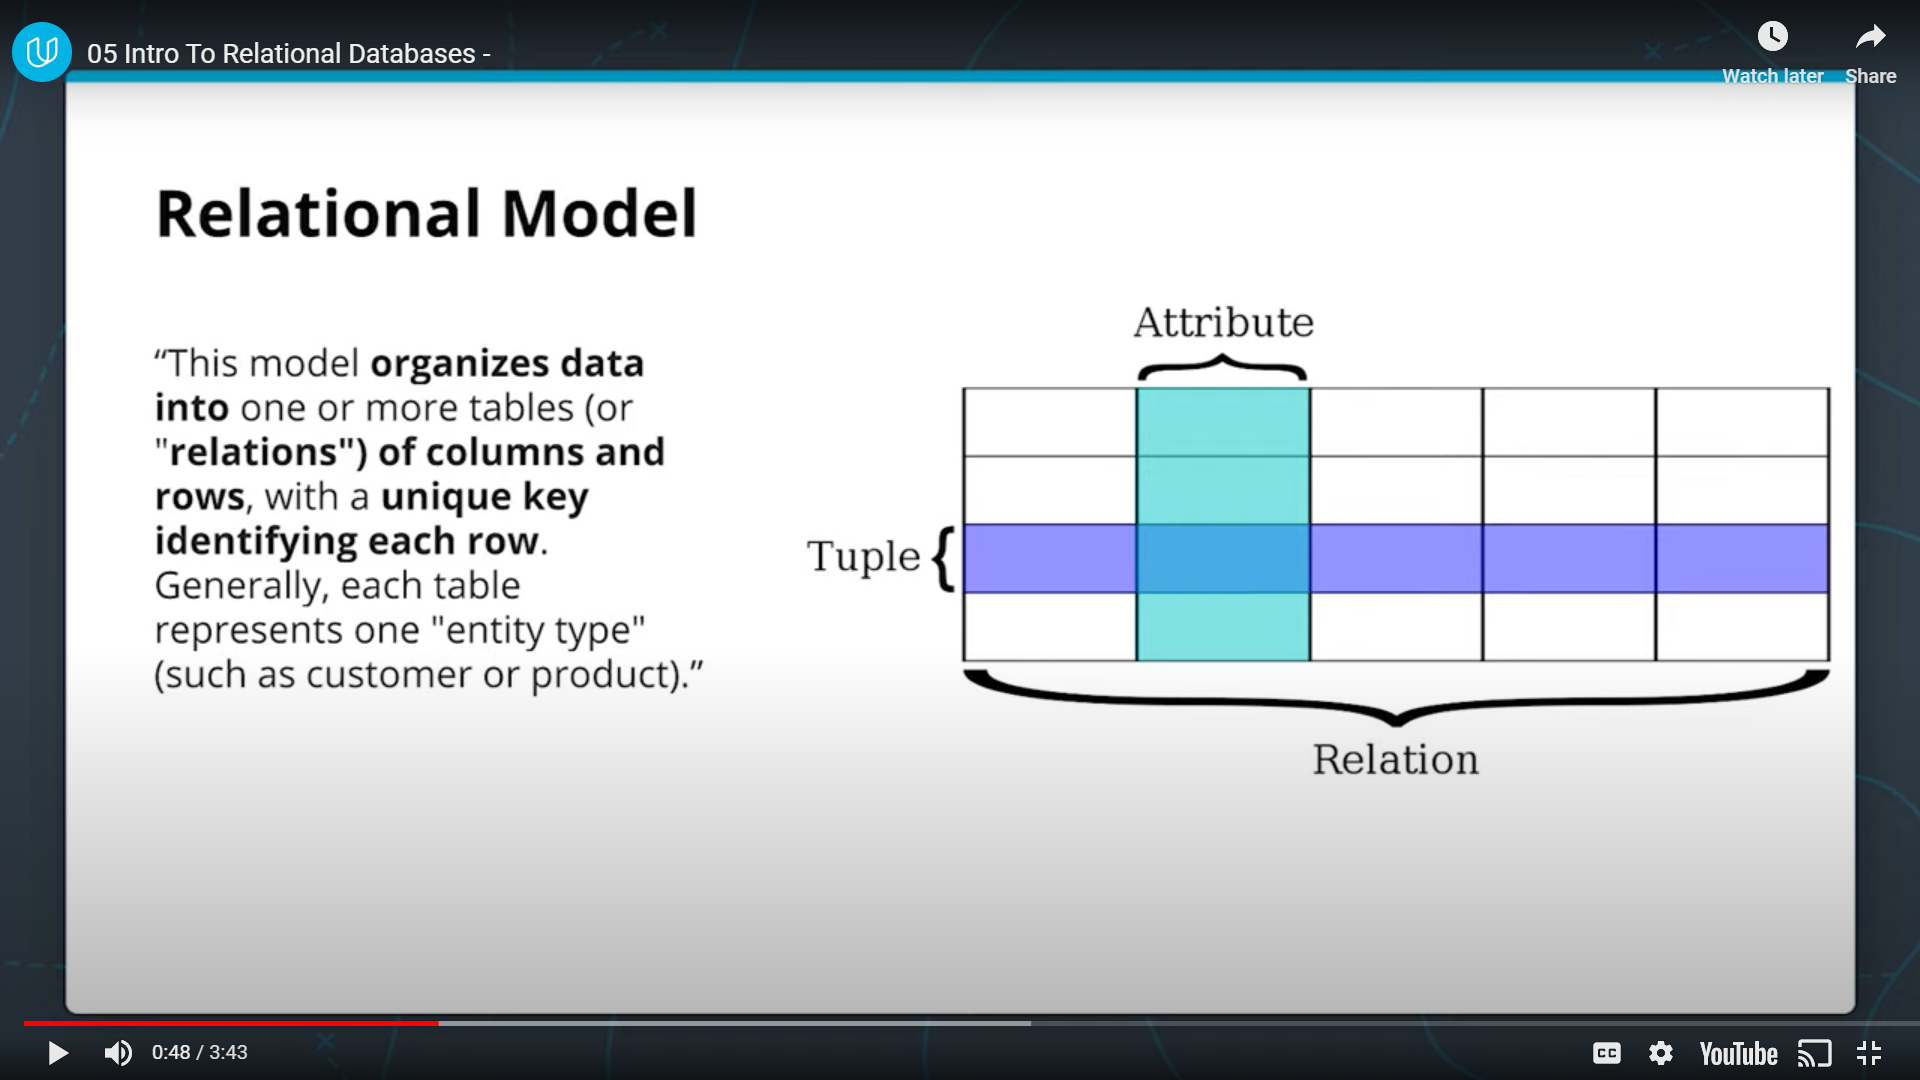 05 Intro To Relational Databases -
Watch later
Share
Relational Model
“This model organizes data
into one or more tables (or
"relations") of columns and
rows, with a unique key
identifying each row.
Generally, each table
represents one "entity type"
(such as customer or product).”
Attribute
Tuple
Relation
0:48 / 3:43
CC
YouTube